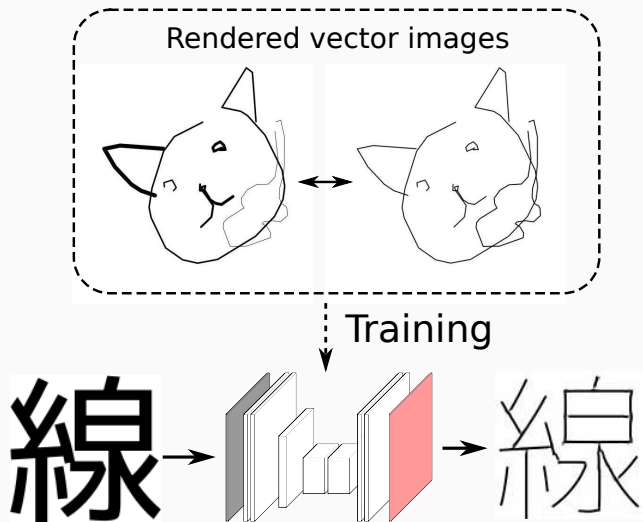 Rendered vector images
Training
線
線